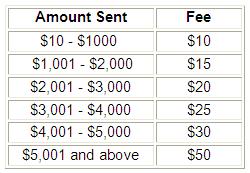 Amount Sent Fee
$10 - $1000 $10
$1,001 - $2,000 $15
$2,001 - $3,000 $20
$3,001 - $4,000 $25
$4,001 - $5,000 $30
$5,001 and above $50